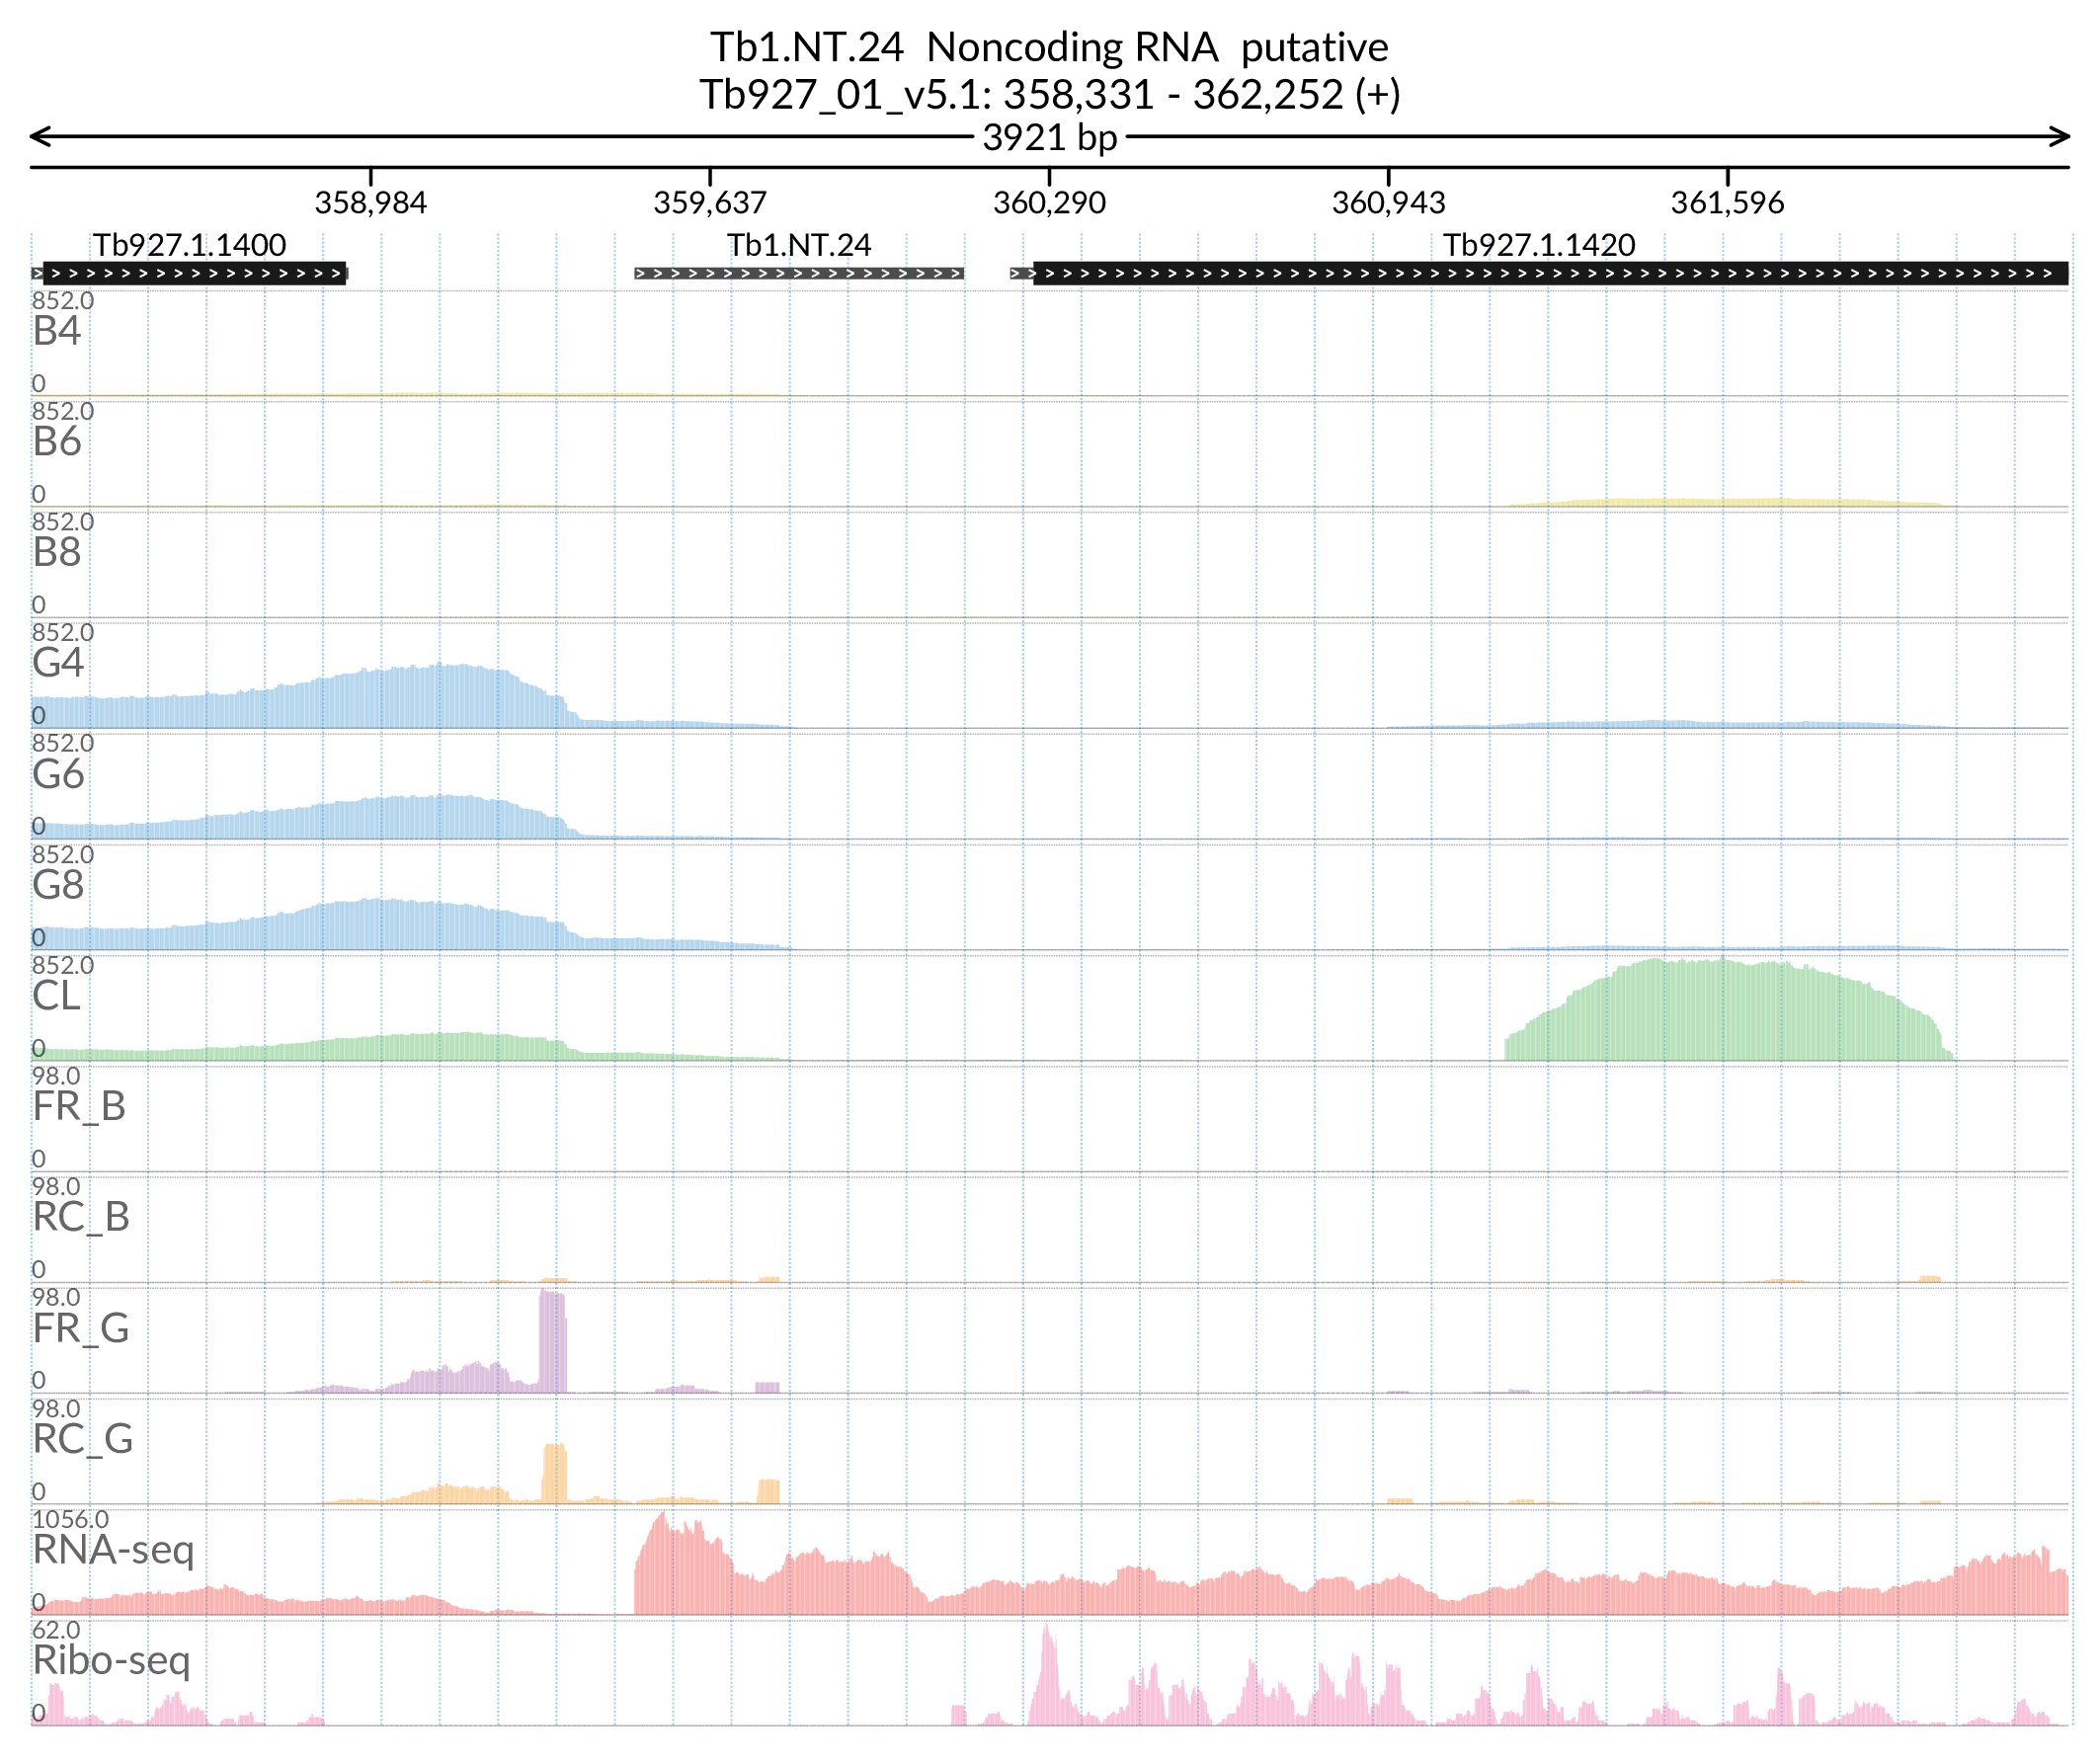 Tb1.NT.24 Noncoding RNA putative
Tb927_01_v5.1: 358,331 - 362,252 (+)
3921 bp
358,984 359,637 360,290 360,943 361,596
Tb927.1.1400 Tb1.NT.24 Tb927.1.1420
852.0
B4
0
852.0
B6
0
852.0
B8
0
852.0
G4
0
852.0
G6
0
852.0
G8
0
852.0
CL
0
98.0
FR_B
0
98.0
RC_B
0
98.0
FR_G
0
98.0
RC_G
0
1056.0
RNA-seq
0
62.0
Ribo-seq
0